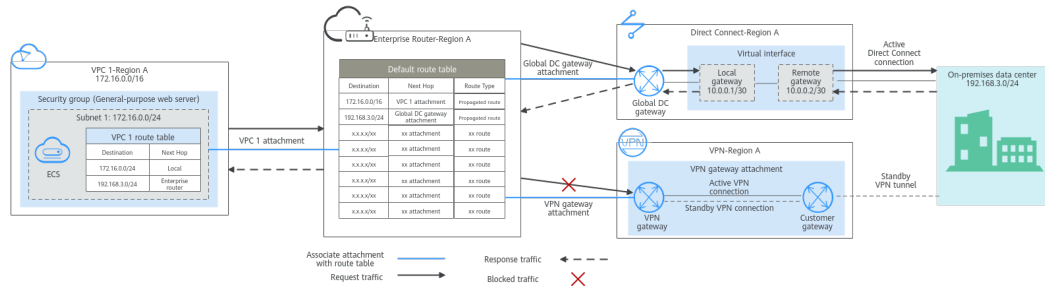 VPC 1-Region A
172.16.0.0/16
Security group (General-purpose web server)
Subnet 1: 172.16.0.0/24
ECS
VPC 1 route table
Destination Next Hop
172.16.0.0/24 Local
192.168.3.0/24 Enterprise
router
VPC 1 attachment
Enterprise Router-Region A
Default route table
Destination Next Hop Route Type
172.16.0.0/16 VPC 1 attachment Propagated route
192.168.3.0/24 Global DC gateway
attachment Propagated route
x.x.x.x/xx xx attachment xx route
x.x.x.x/xx xx attachment xx route
x.x.x.x/xx xx attachment xx route
x.x.x.x/xx xx attachment xx route
x.x.x.x/xx xx attachment xx route
x.x.x.x/xx xx attachment xx route
Global DC gateway
attachment
VPN gateway
attachment
Direct Connect-Region A
Virtual interface
Global DC
gateway
Local
gateway
10.0.0.1/30
Remote
gateway
10.0.0.2/30
Active
Direct Connect
connection
VPN
VPN-Region A
VPN gateway attachment
Active VPN
connection
Standby VPN connection
VPN
gateway
Customer
gateway
Standby
VPN tunnel
On-premises data center
192.168.3.0/24
Associate attachment
with route table
Request traffic
Response traffic
Blocked traffic